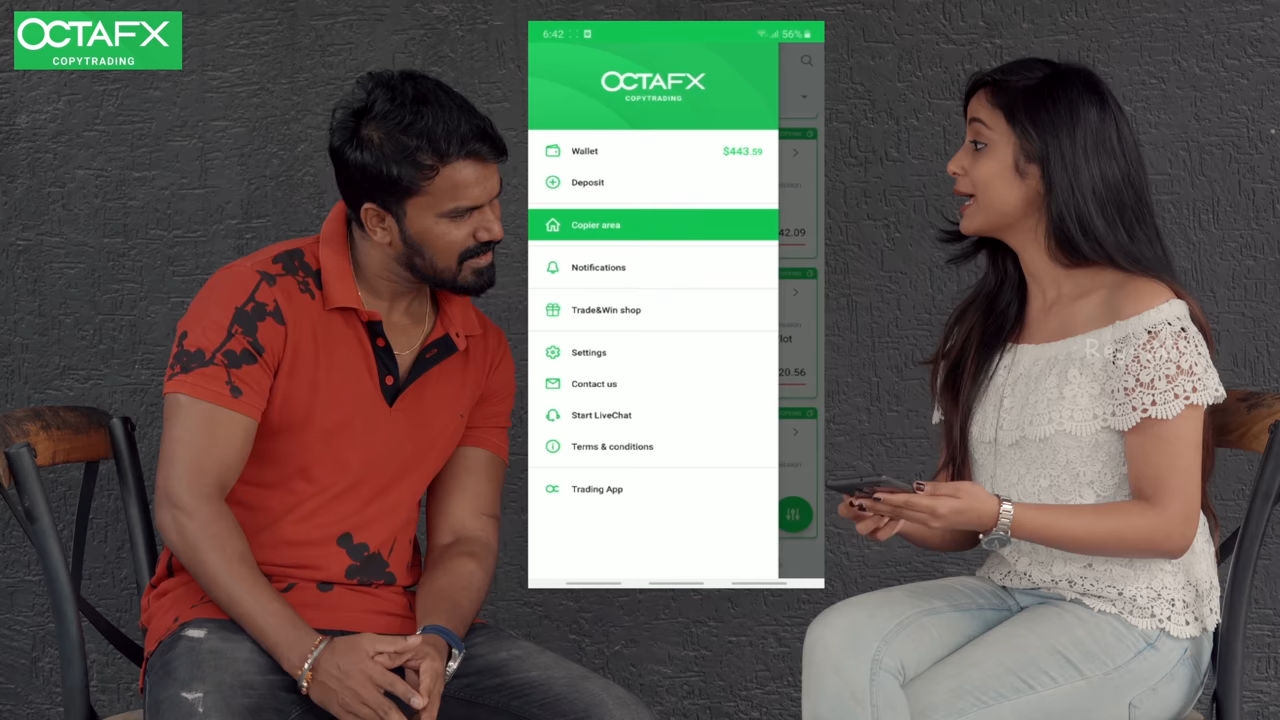 OCTAFX
COPYTRADING
6:42
56%
OCTAFX
COPYTRADING
Wallet
$443.59
Deposit
Copier area
Notifications
Trade&Win shop
Settings
Contact us
Start LiveChat
Terms & conditions
Trading App
42.09
lot
20.56